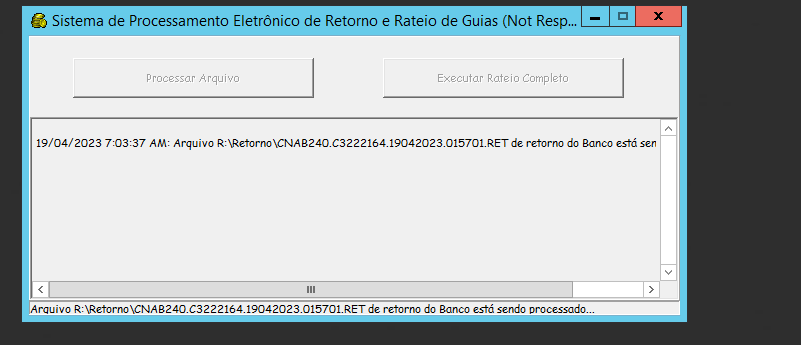 Sistema de Processamento Eletrônico de Retorno e Rateio de Guias (Not Resp...
Processar Arquivo
Executar Rateio Completo
19/04/2023 7:03:37 AM: Arquivo R:\Retorno\CNAB240.C3222164.19042023.015701.RET de retorno do Banco está sen
Arquivo R:\Retorno\CNAB240.C3222164.19042023.015701.RET de retorno do Banco está sendo processado...